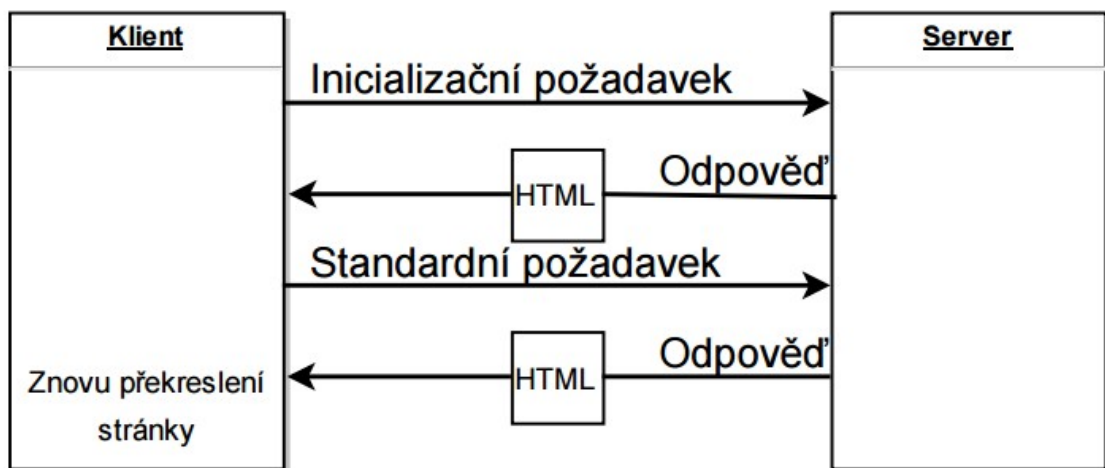 Klient
Server
Inicializační požadavek
Odpověď
HTML
Standardní požadavek
Odpověď
HTML
Znovu překreslení
stránky